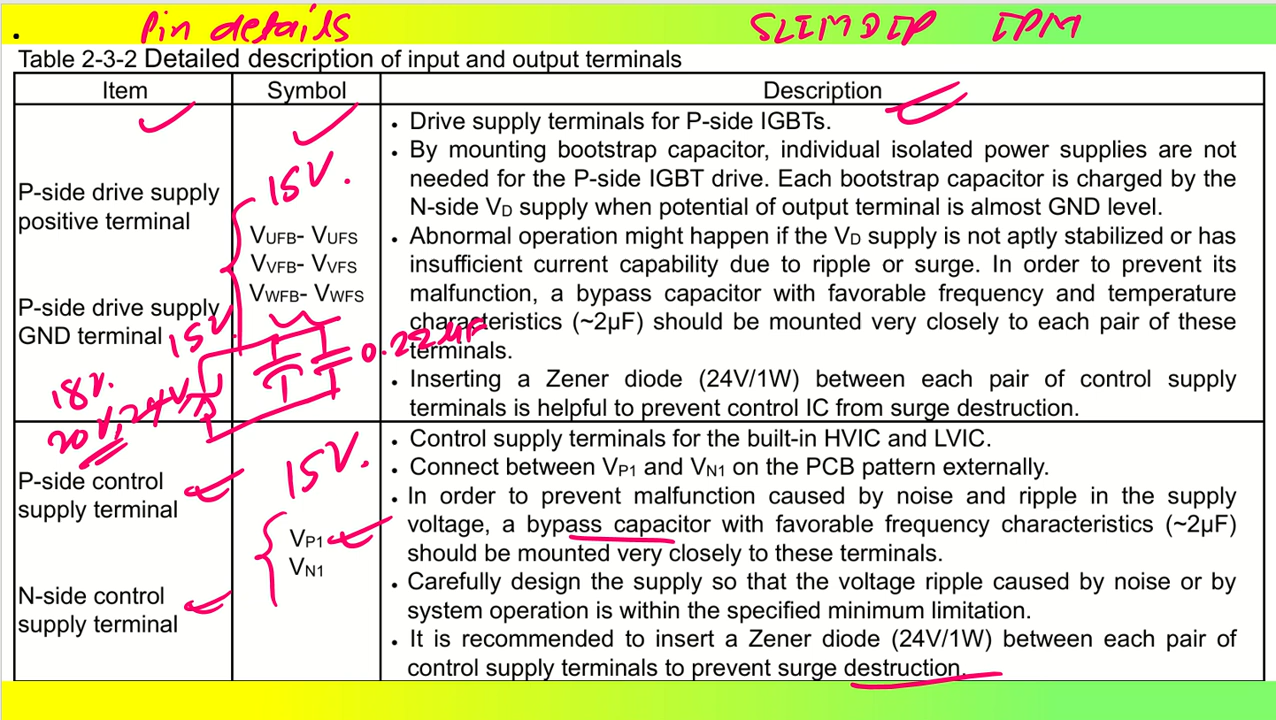 . Pin details SLIMDIP IPM
Table 2-3-2 Detailed description of input and output terminals
Item Symbol Description
P-side drive supply
positive terminal
P-side drive supply
GND terminal
15V.
VUFB- VUFS
VVFB- VVFS
VWFB- VWFS
15V
0.22µF
18V.
20V, 24V
• Drive supply terminals for P-side IGBTs.
• By mounting bootstrap capacitor, individual isolated power supplies are not
needed for the P-side IGBT drive. Each bootstrap capacitor is charged by the
N-side VD supply when potential of output terminal is almost GND level.
• Abnormal operation might happen if the VD supply is not aptly stabilized or has
insufficient current capability due to ripple or surge. In order to prevent its
malfunction, a bypass capacitor with favorable frequency and temperature
characteristics (~2µF) should be mounted very closely to each pair of these
terminals.
• Inserting a Zener diode (24V/1W) between each pair of control supply
terminals is helpful to prevent control IC from surge destruction.
P-side control
supply terminal
N-side control
supply terminal
15V.
VP1
VN1
• Control supply terminals for the built-in HVIC and LVIC.
• Connect between VP1 and VN1 on the PCB pattern externally.
• In order to prevent malfunction caused by noise and ripple in the supply
voltage, a bypass capacitor with favorable frequency characteristics (~2µF)
should be mounted very closely to these terminals.
• Carefully design the supply so that the voltage ripple caused by noise or by
system operation is within the specified minimum limitation.
• It is recommended to insert a Zener diode (24V/1W) between each pair of
control supply terminals to prevent surge destruction.